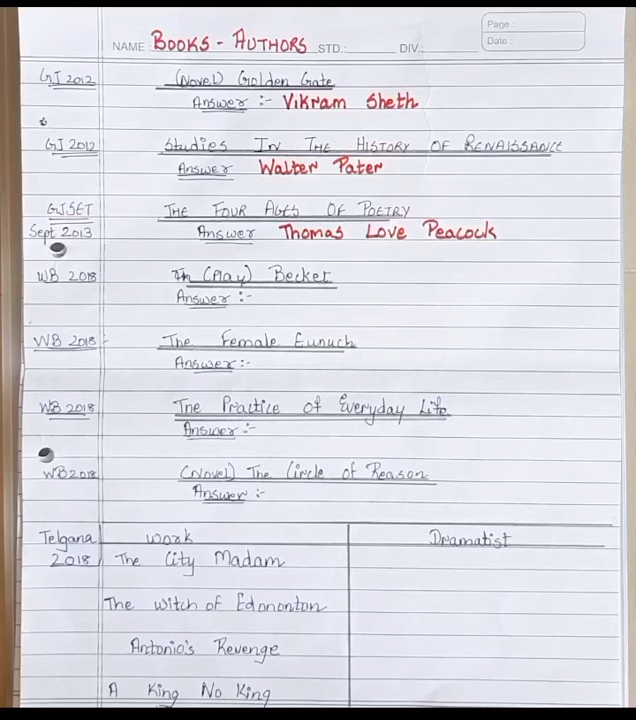 Page :
NAME : BOOKS - AUTHORS STD.: DIV.:
Date :
GJ 2012 (Novel) Golden Gate
Answer :- Vikram Sheth
GJ 2012 Studies In The History of Renaissance
Answer Walter Pater
GJSET The Four Ages Of Poetry
Sept 2013 Answer Thomas Love Peacock
WB 2018 (Play) Becket
Answer :-
WB 2018 :- The Female Eunuch
Answer :-
WB 2018 The Practice of Everyday Life
Answer :-
WB 2018 (Novel) The Circle of Reason
Answer :-
Telgana Work Dramatist
2018 The City Madam
The witch of Edmonton
Antonio's Revenge
A King No King